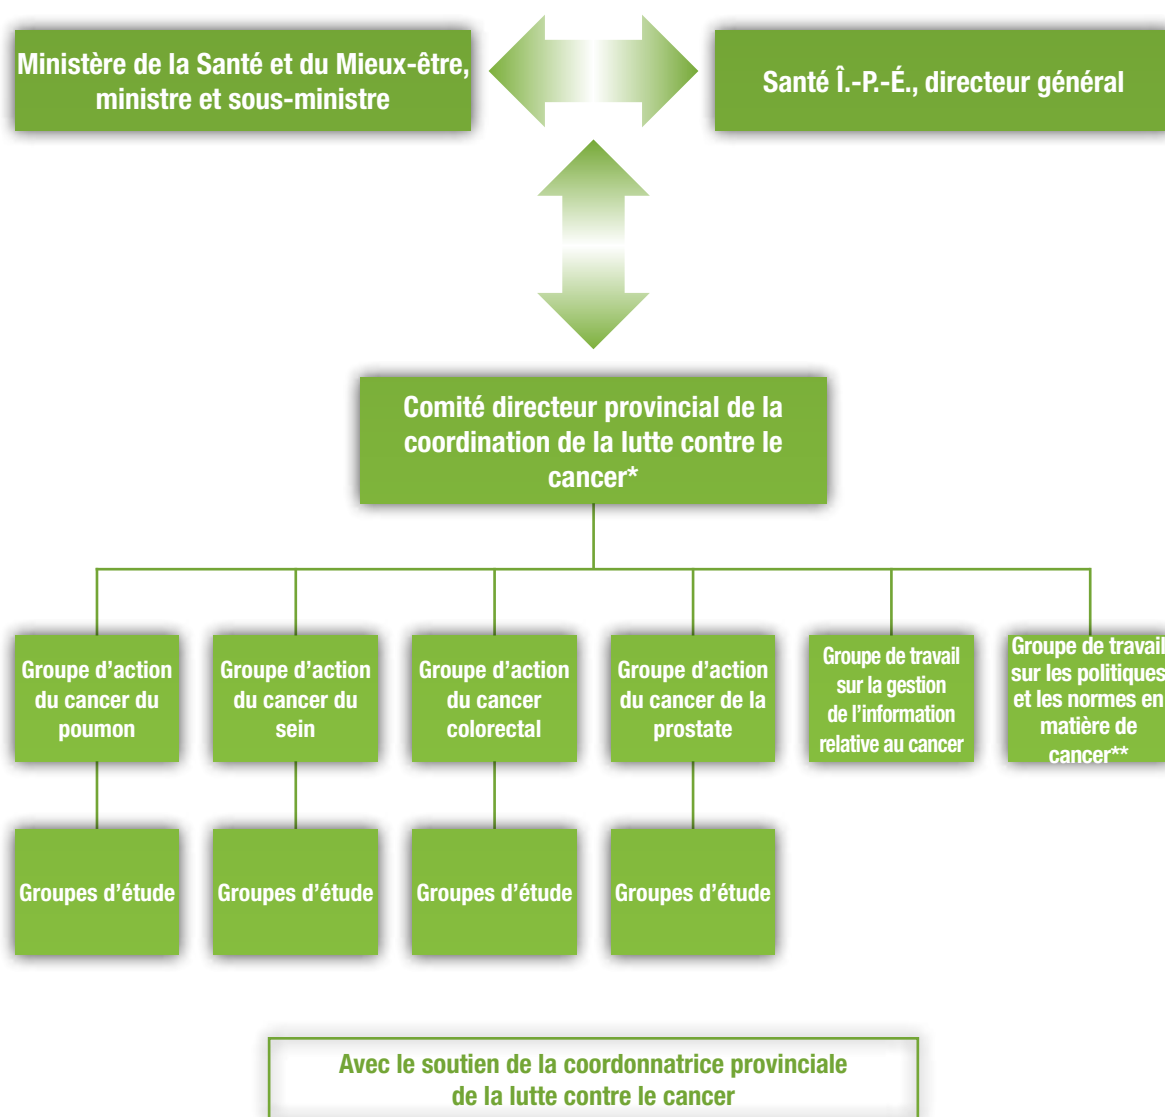 Ministère de la Santé et du Mieux-être,
ministre et sous-ministre
Santé Î.-P.-É., directeur général
Comité directeur provincial de la
coordination de la lutte contre le
cancer*
Groupe d’action
du cancer du
poumon
Groupe d’action
du cancer du
sein
Groupe d’action
du cancer
colorectal
Groupe d’action
du cancer de la
prostate
Groupe de travail
sur la gestion
de l’information
relative au cancer
Groupe de travail
sur les politiques
et les normes en
matière de
cancer**
Groupes d’étude
Groupes d’étude
Groupes d’étude
Groupes d’étude
Avec le soutien de la coordonnatrice provinciale
de la lutte contre le cancer